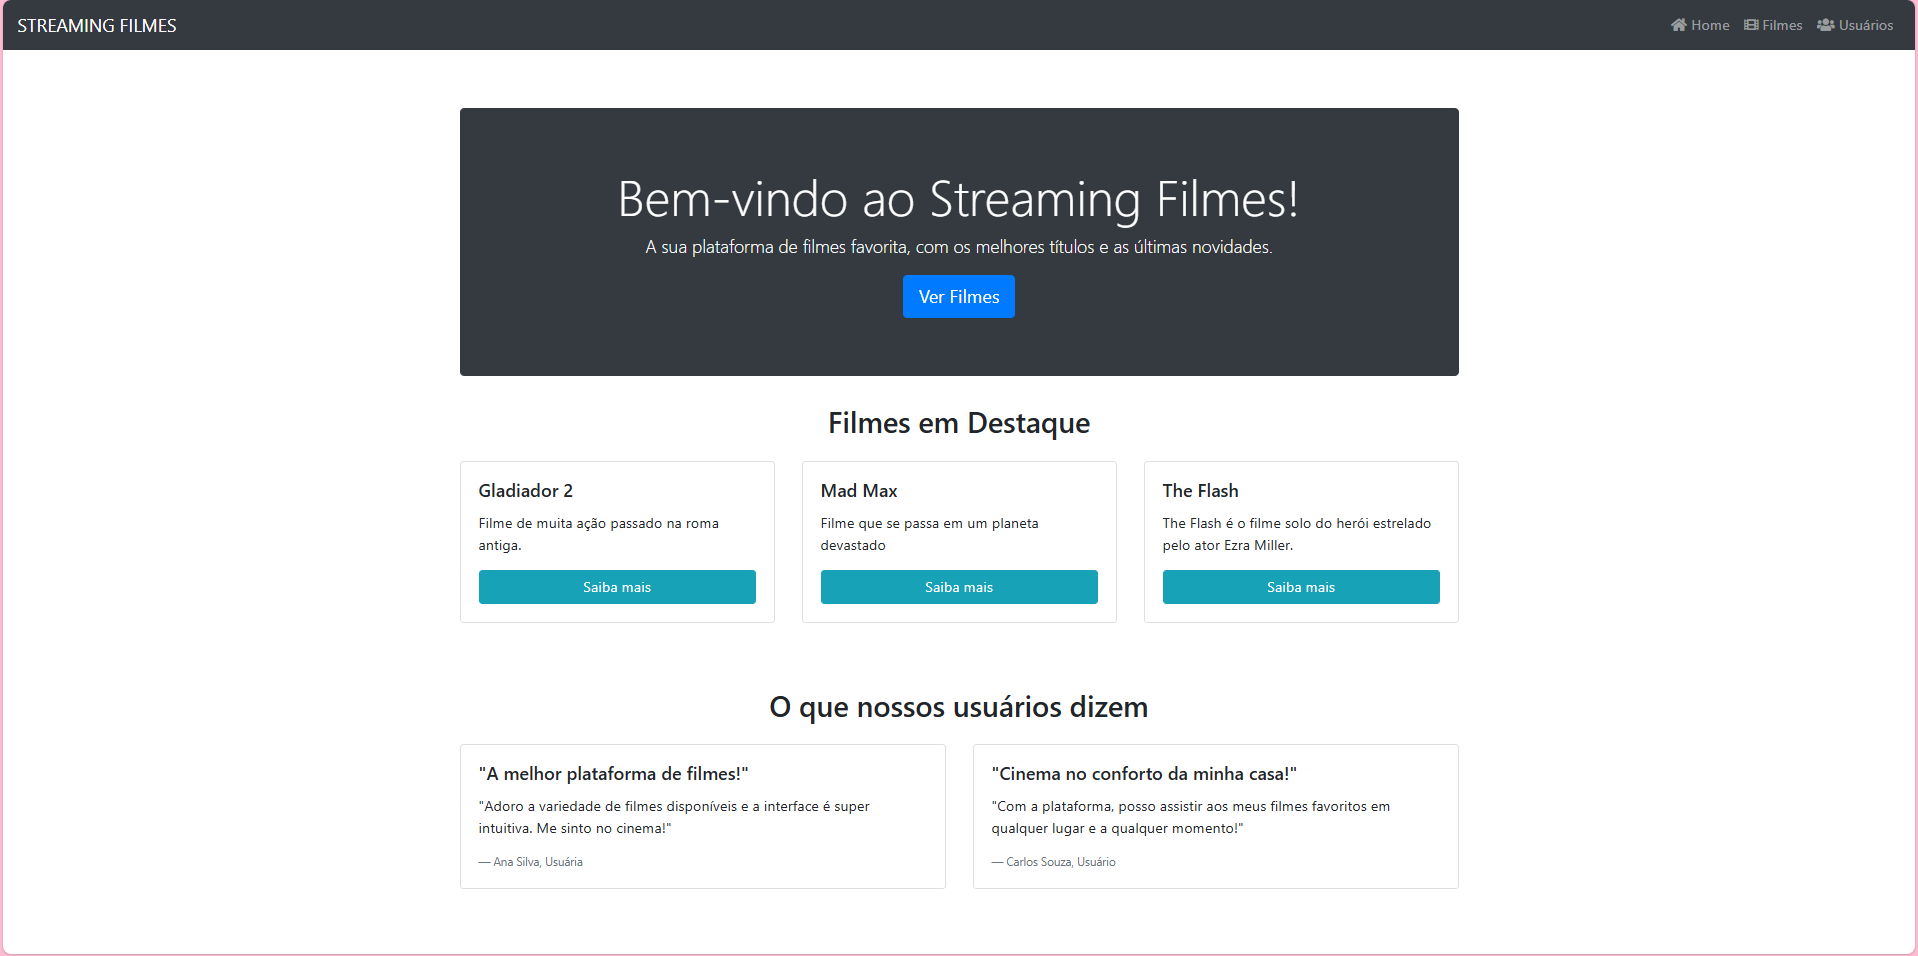 STREAMING FILMES
Home Filmes Usuários
Bem-vindo ao Streaming Filmes!
A sua plataforma de filmes favorita, com os melhores títulos e as últimas novidades.
Ver Filmes
Filmes em Destaque
Gladiador 2
Filme de muita ação passado na roma
antiga.
Saiba mais
Mad Max
Filme que se passa em um planeta
devastado
Saiba mais
The Flash
The Flash é o filme solo do herói estrelado
pelo ator Ezra Miller.
Saiba mais
O que nossos usuários dizem
"A melhor plataforma de filmes!"
"Adoro a variedade de filmes disponíveis e a interface é super
intuitiva. Me sinto no cinema!"
— Ana Silva, Usuária
"Cinema no conforto da minha casa!"
"Com a plataforma, posso assistir aos meus filmes favoritos em
qualquer lugar e a qualquer momento!"
— Carlos Souza, Usuário